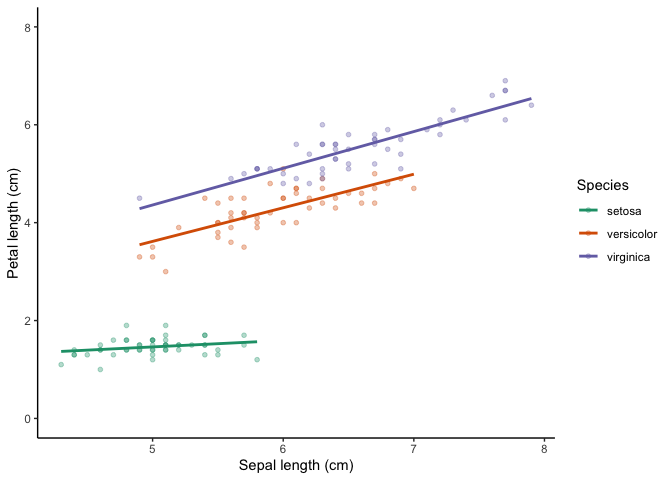 8
6
4
2
0
5
6
7
8
Petal length (cm)
Sepal length (cm)
Species
setosa
versicolor
virginica